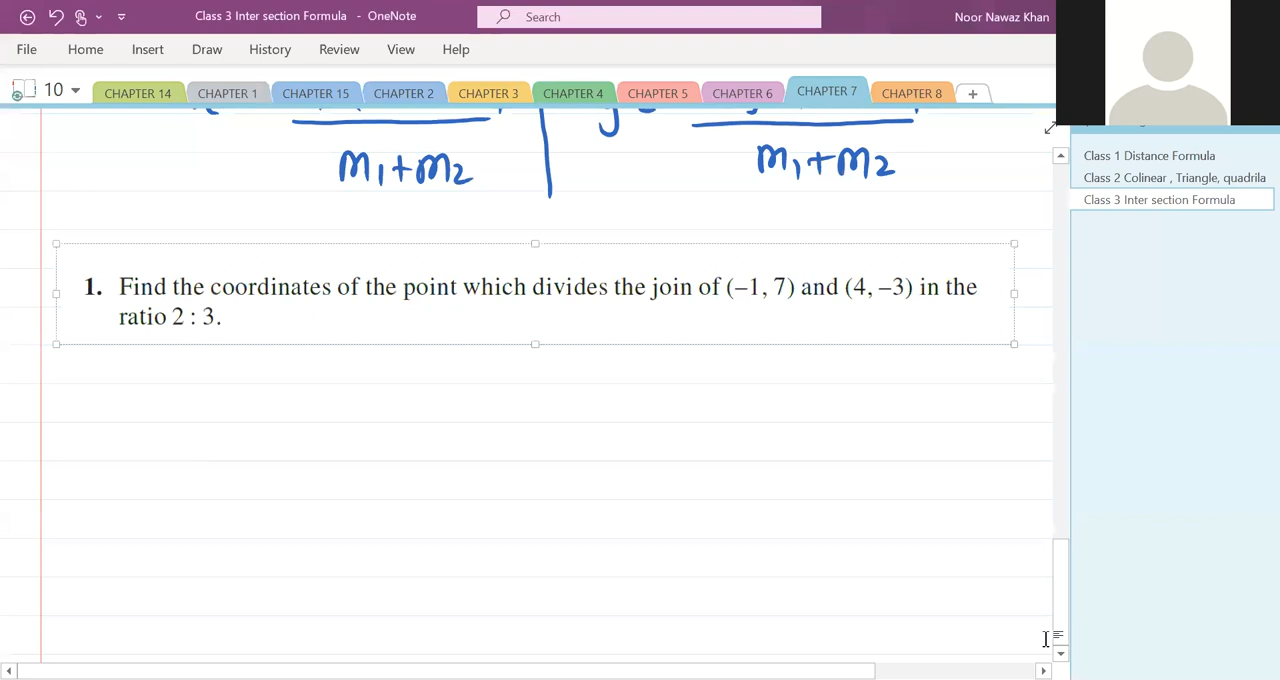 Class 3 Inter section Formula - OneNote
Search
Noor Nawaz Khan
File Home Insert Draw History Review View Help
10 CHAPTER 14 CHAPTER 1 CHAPTER 15 CHAPTER 2 CHAPTER 3 CHAPTER 4 CHAPTER 5 CHAPTER 6 CHAPTER 7 CHAPTER 8 +
m₁+m₂ m₁+m₂
Class 1 Distance Formula
Class 2 Colinear , Triangle, quadrila
Class 3 Inter section Formula
1. Find the coordinates of the point which divides the join of (–1, 7) and (4, –3) in the
ratio 2 : 3.